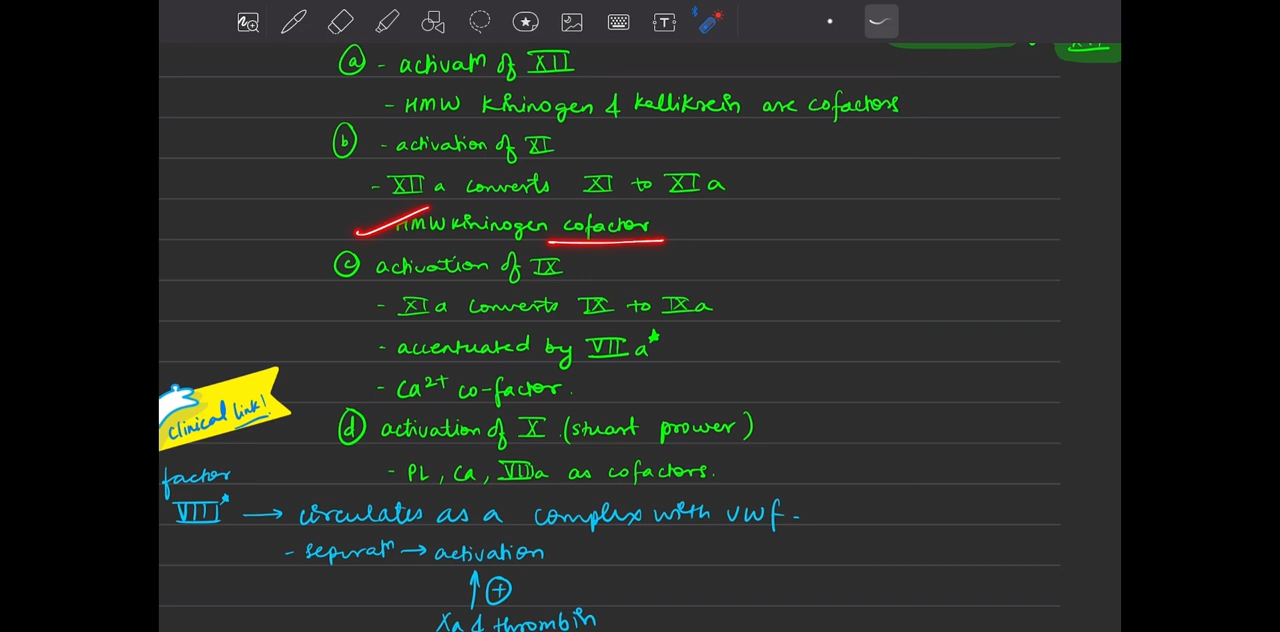 ⓐ - activatⁿ of XII
- HMW Kininogen & kallikrein are cofactors
ⓑ - activation of XI
- XII a converts XI to XI a
HMW Kininogen cofactor
ⓒ activation of IX
- XI a converts IX to IX a
- accentuated by VII a*
- Ca2+ co-factor.
ⓓ activation of X (stuart prower)
- PL, Ca, VIII a as cofactors.
clinical link!
factor
VIII* → circulates as a complex with vwf.
- separatⁿ → activation
↑ ⊕
Xa & thrombin